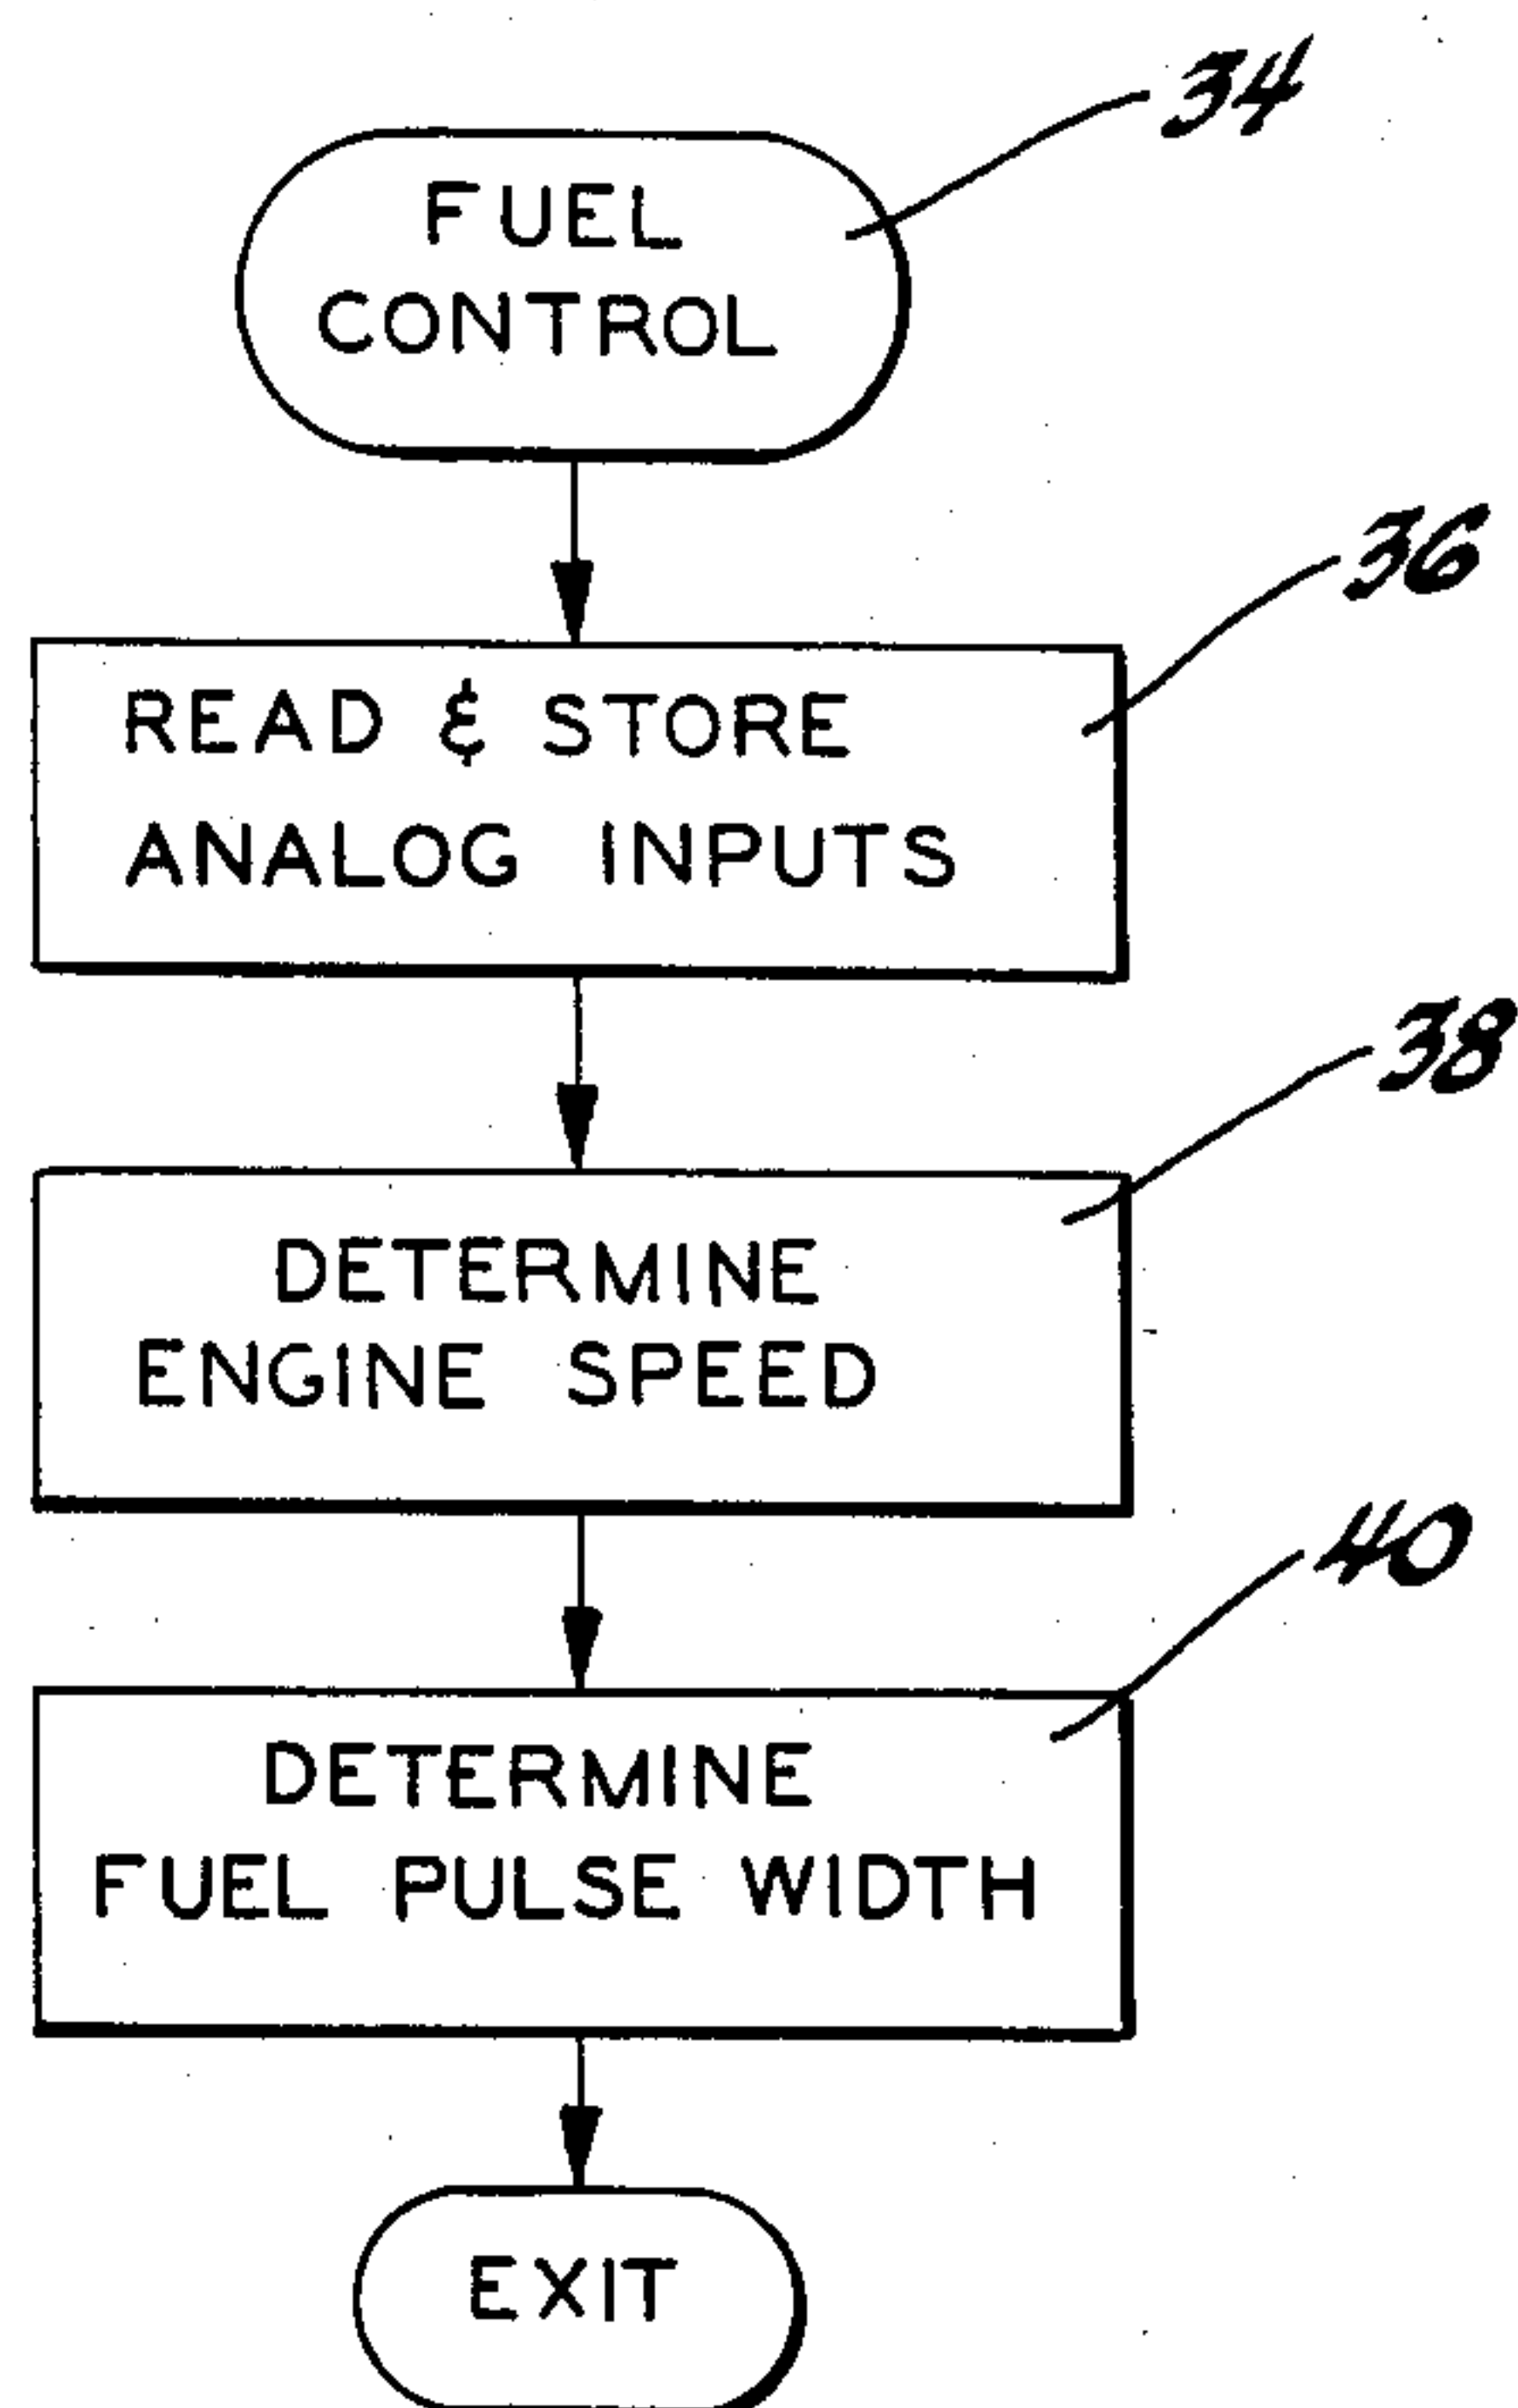 34
FUEL
CONTROL
36
READ & STORE
ANALOG INPUTS
38
DETERMINE
ENGINE SPEED
40
DETERMINE
FUEL PULSE WIDTH
EXIT